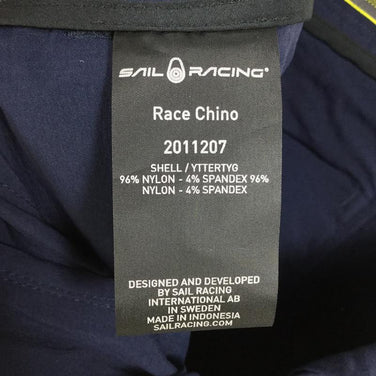 SAIL RACING®
Race Chino
2011207
SHELL / YTTERTYG
96% NYLON - 4% SPANDEX 96%
NYLON - 4% SPANDEX
DESIGNED AND DEVELOPED
BY SAIL RACING
INTERNATIONAL AB
IN SWEDEN
MADE IN INDONESIA
SAILRACING.COM